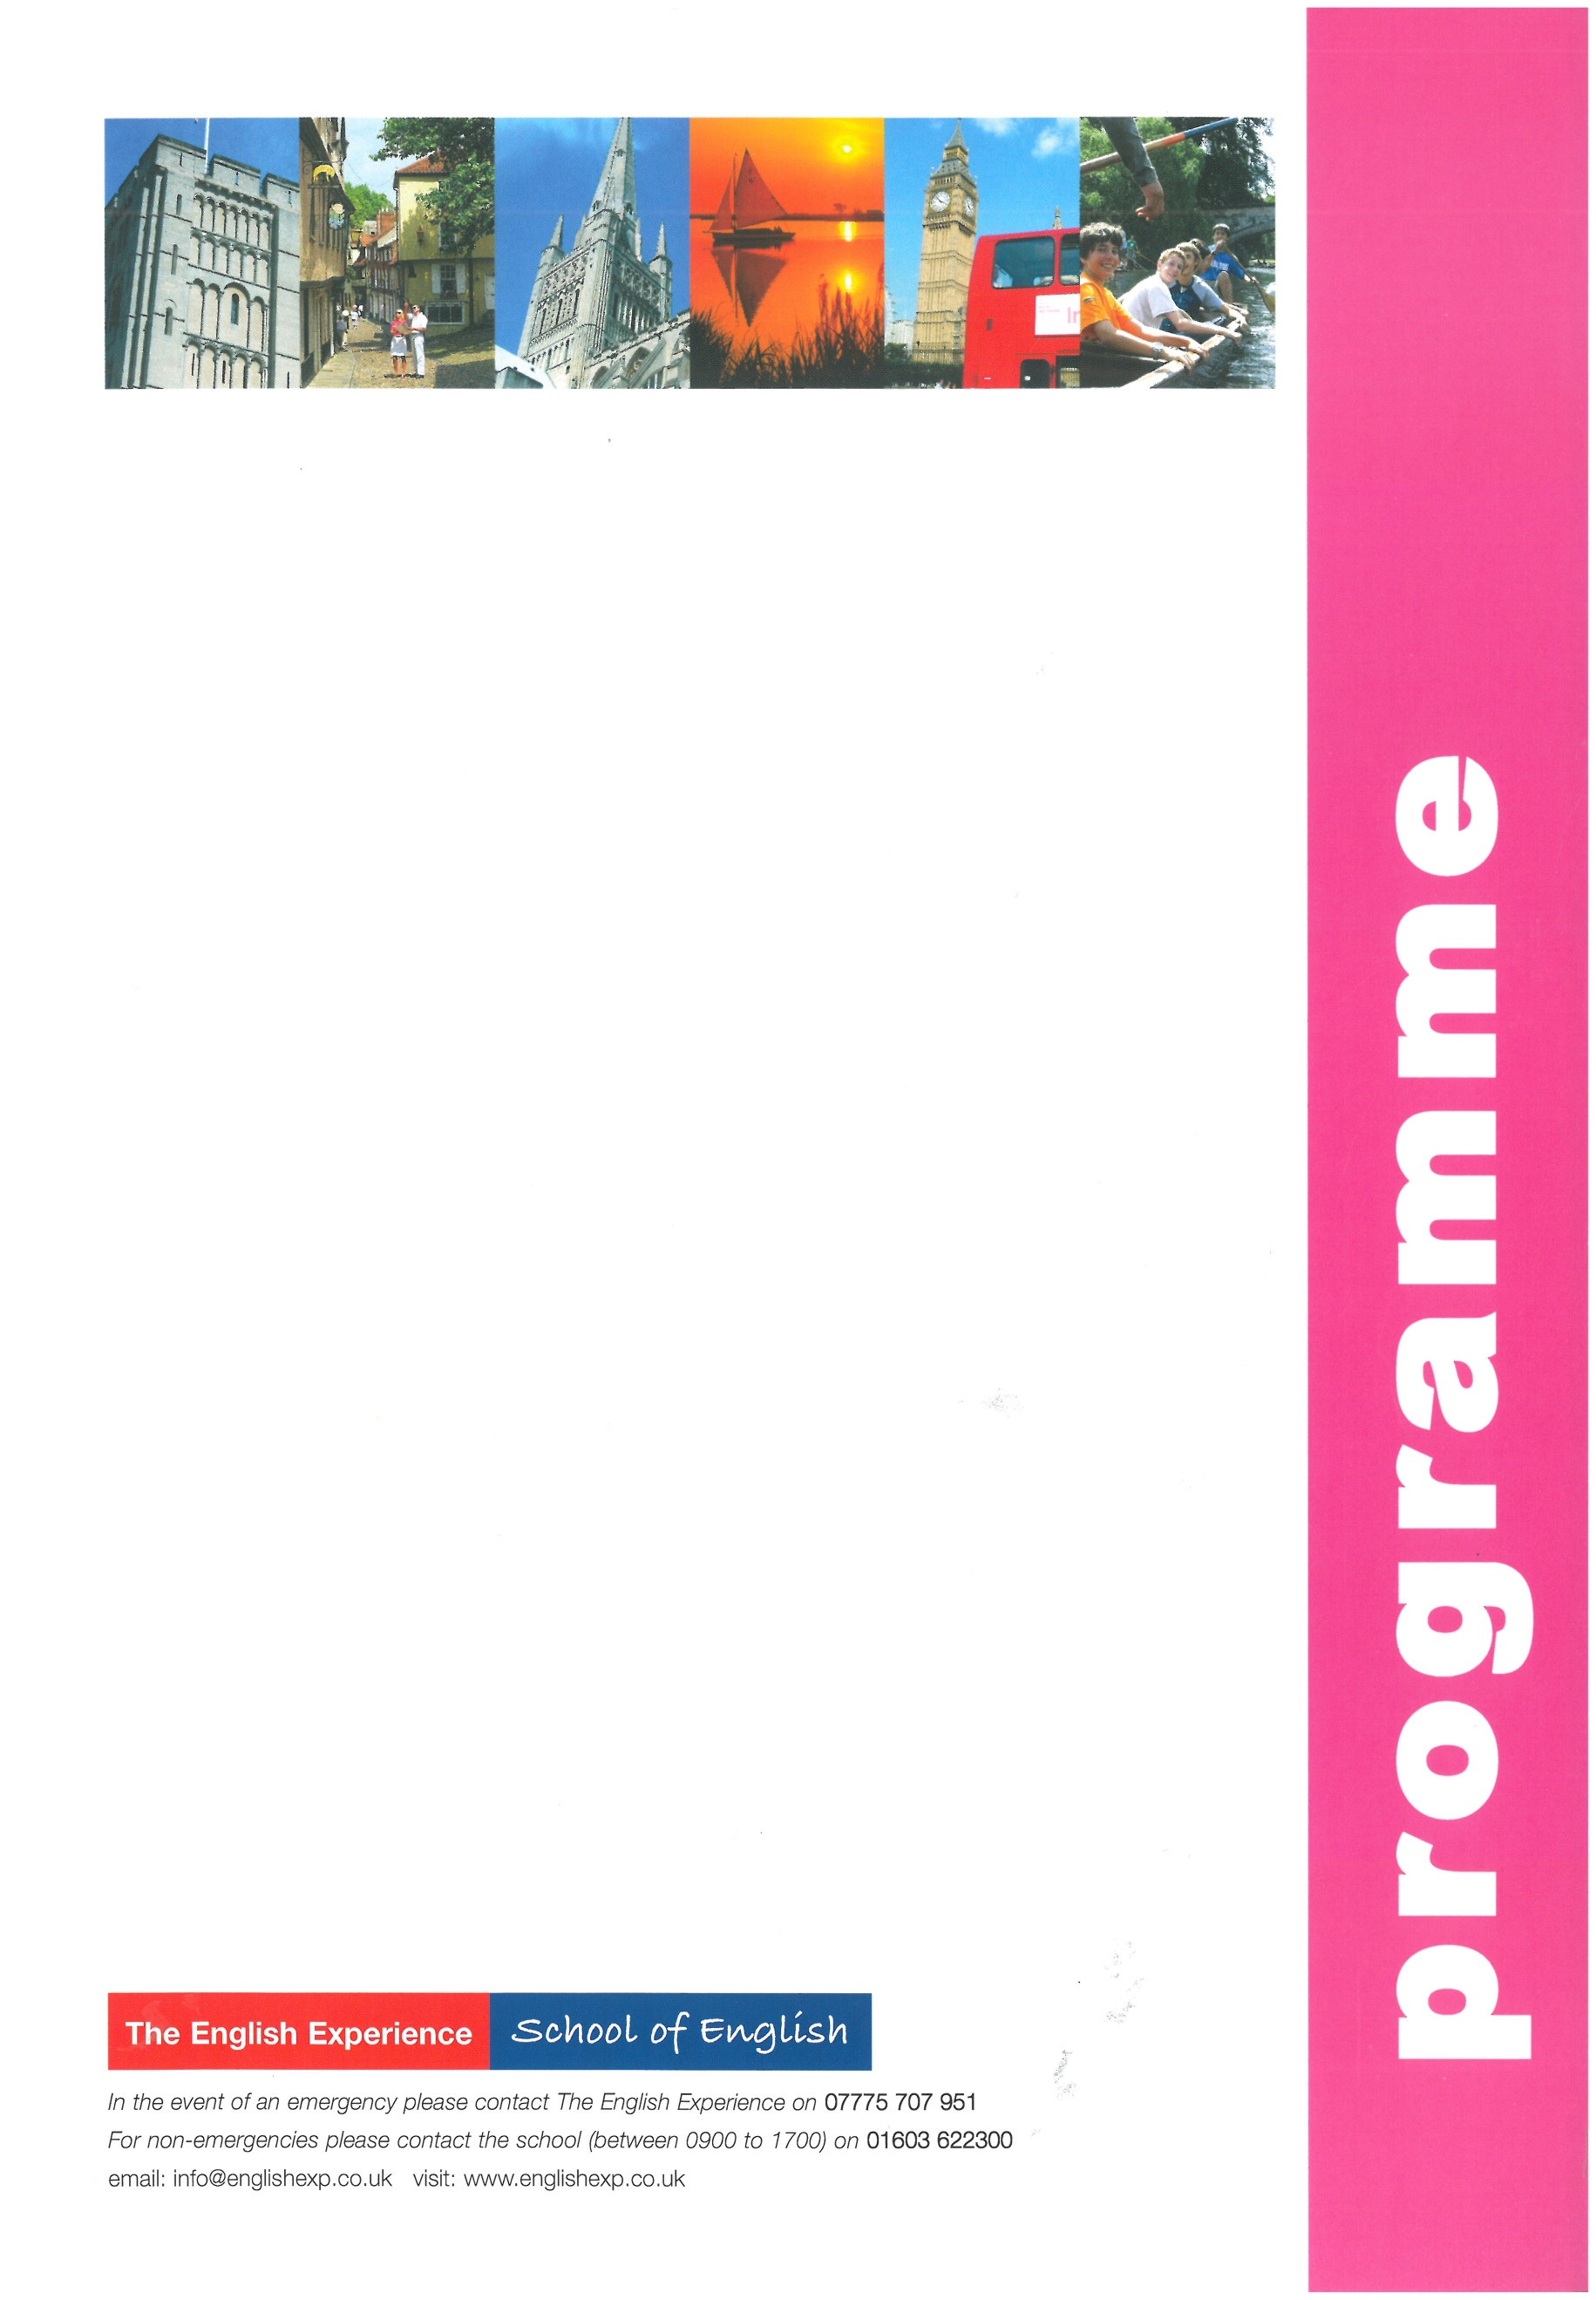 programme
The English Experience School of English
In the event of an emergency please contact The English Experience on 07775 707 951
For non-emergencies please contact the school (between 0900 to 1700) on 01603 622300
email: info@englishexp.co.uk visit: www.englishexp.co.uk